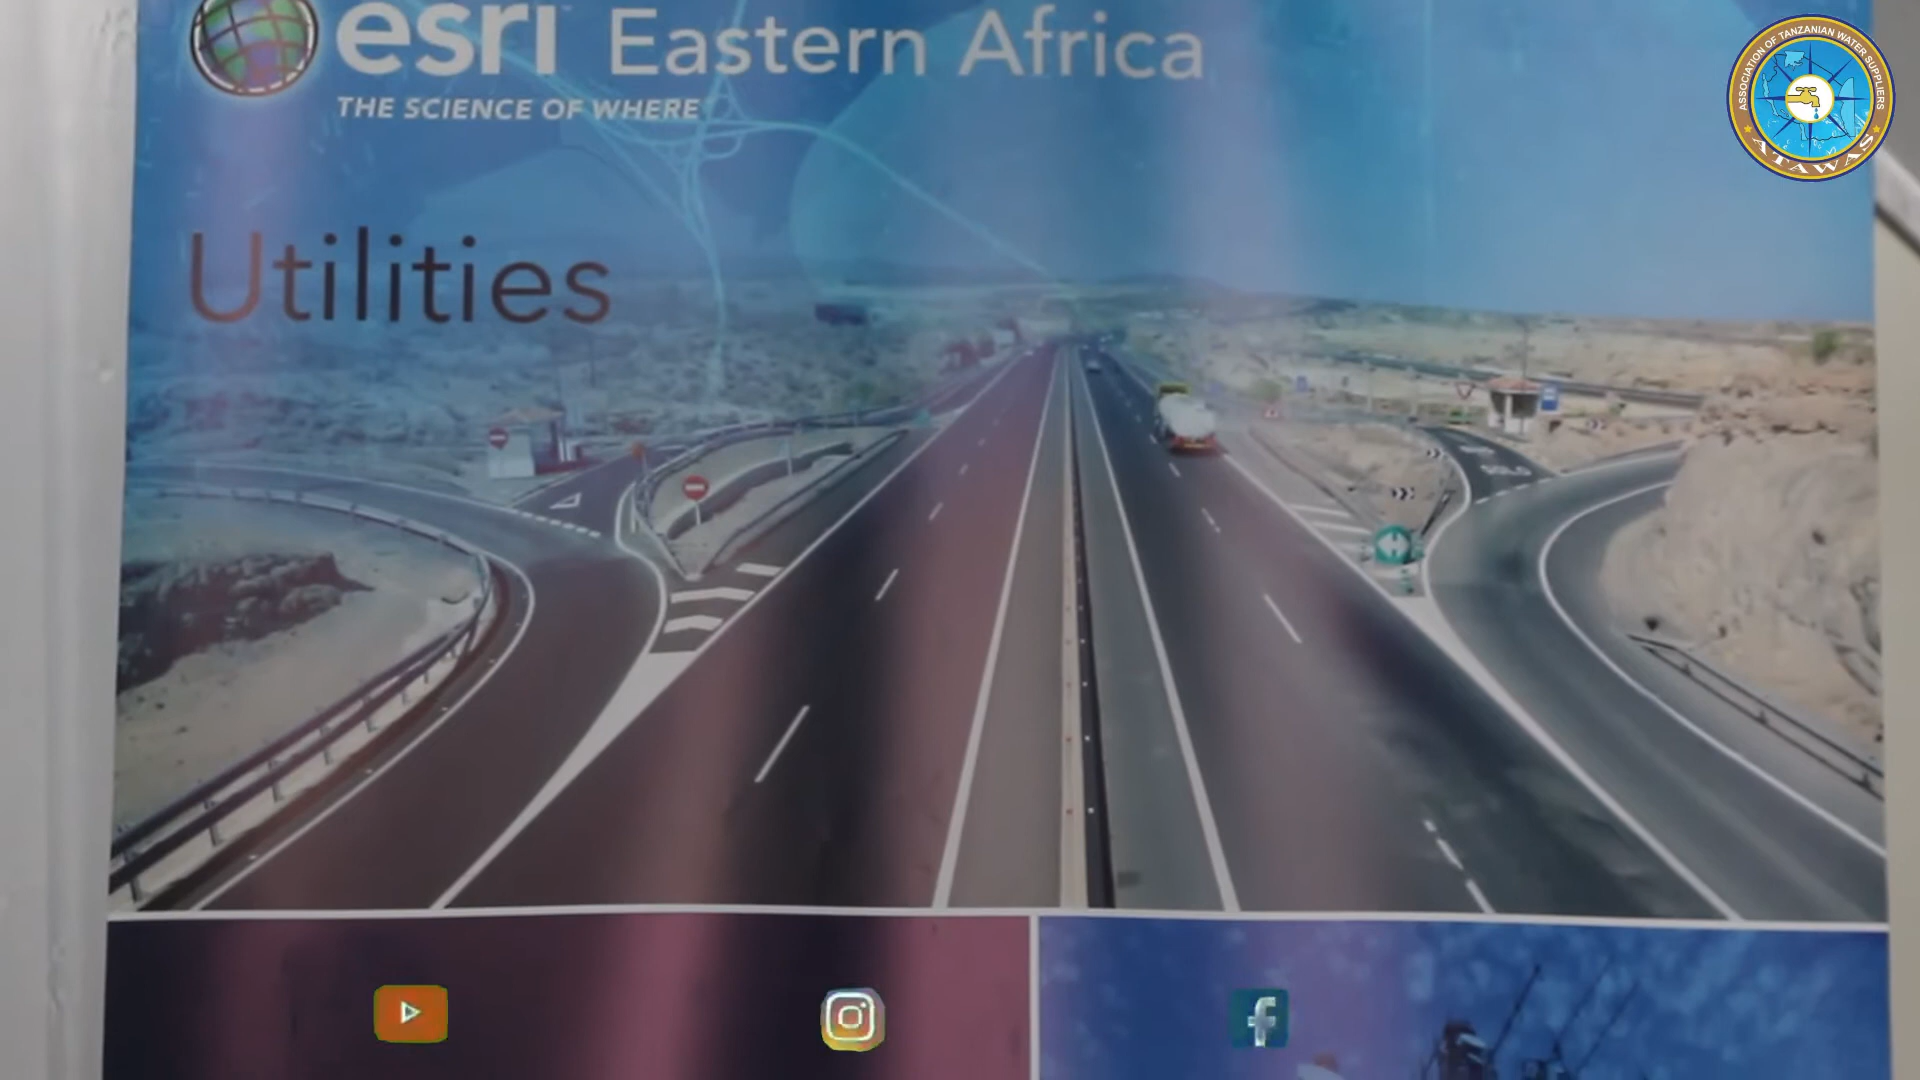 esri Eastern Africa
THE SCIENCE OF WHERE
ASSOCIATION OF TANZANIAN WATER SUPPLIERS
ATAWAS
Utilities